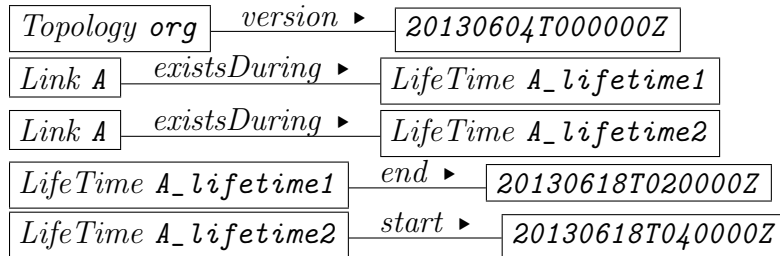 Topology org version ▸ 20130604T000000Z
Link A existsDuring ▸ LifeTime A_lifetime1
Link A existsDuring ▸ LifeTime A_lifetime2
LifeTime A_lifetime1 end ▸ 20130618T020000Z
LifeTime A_lifetime2 start ▸ 20130618T040000Z